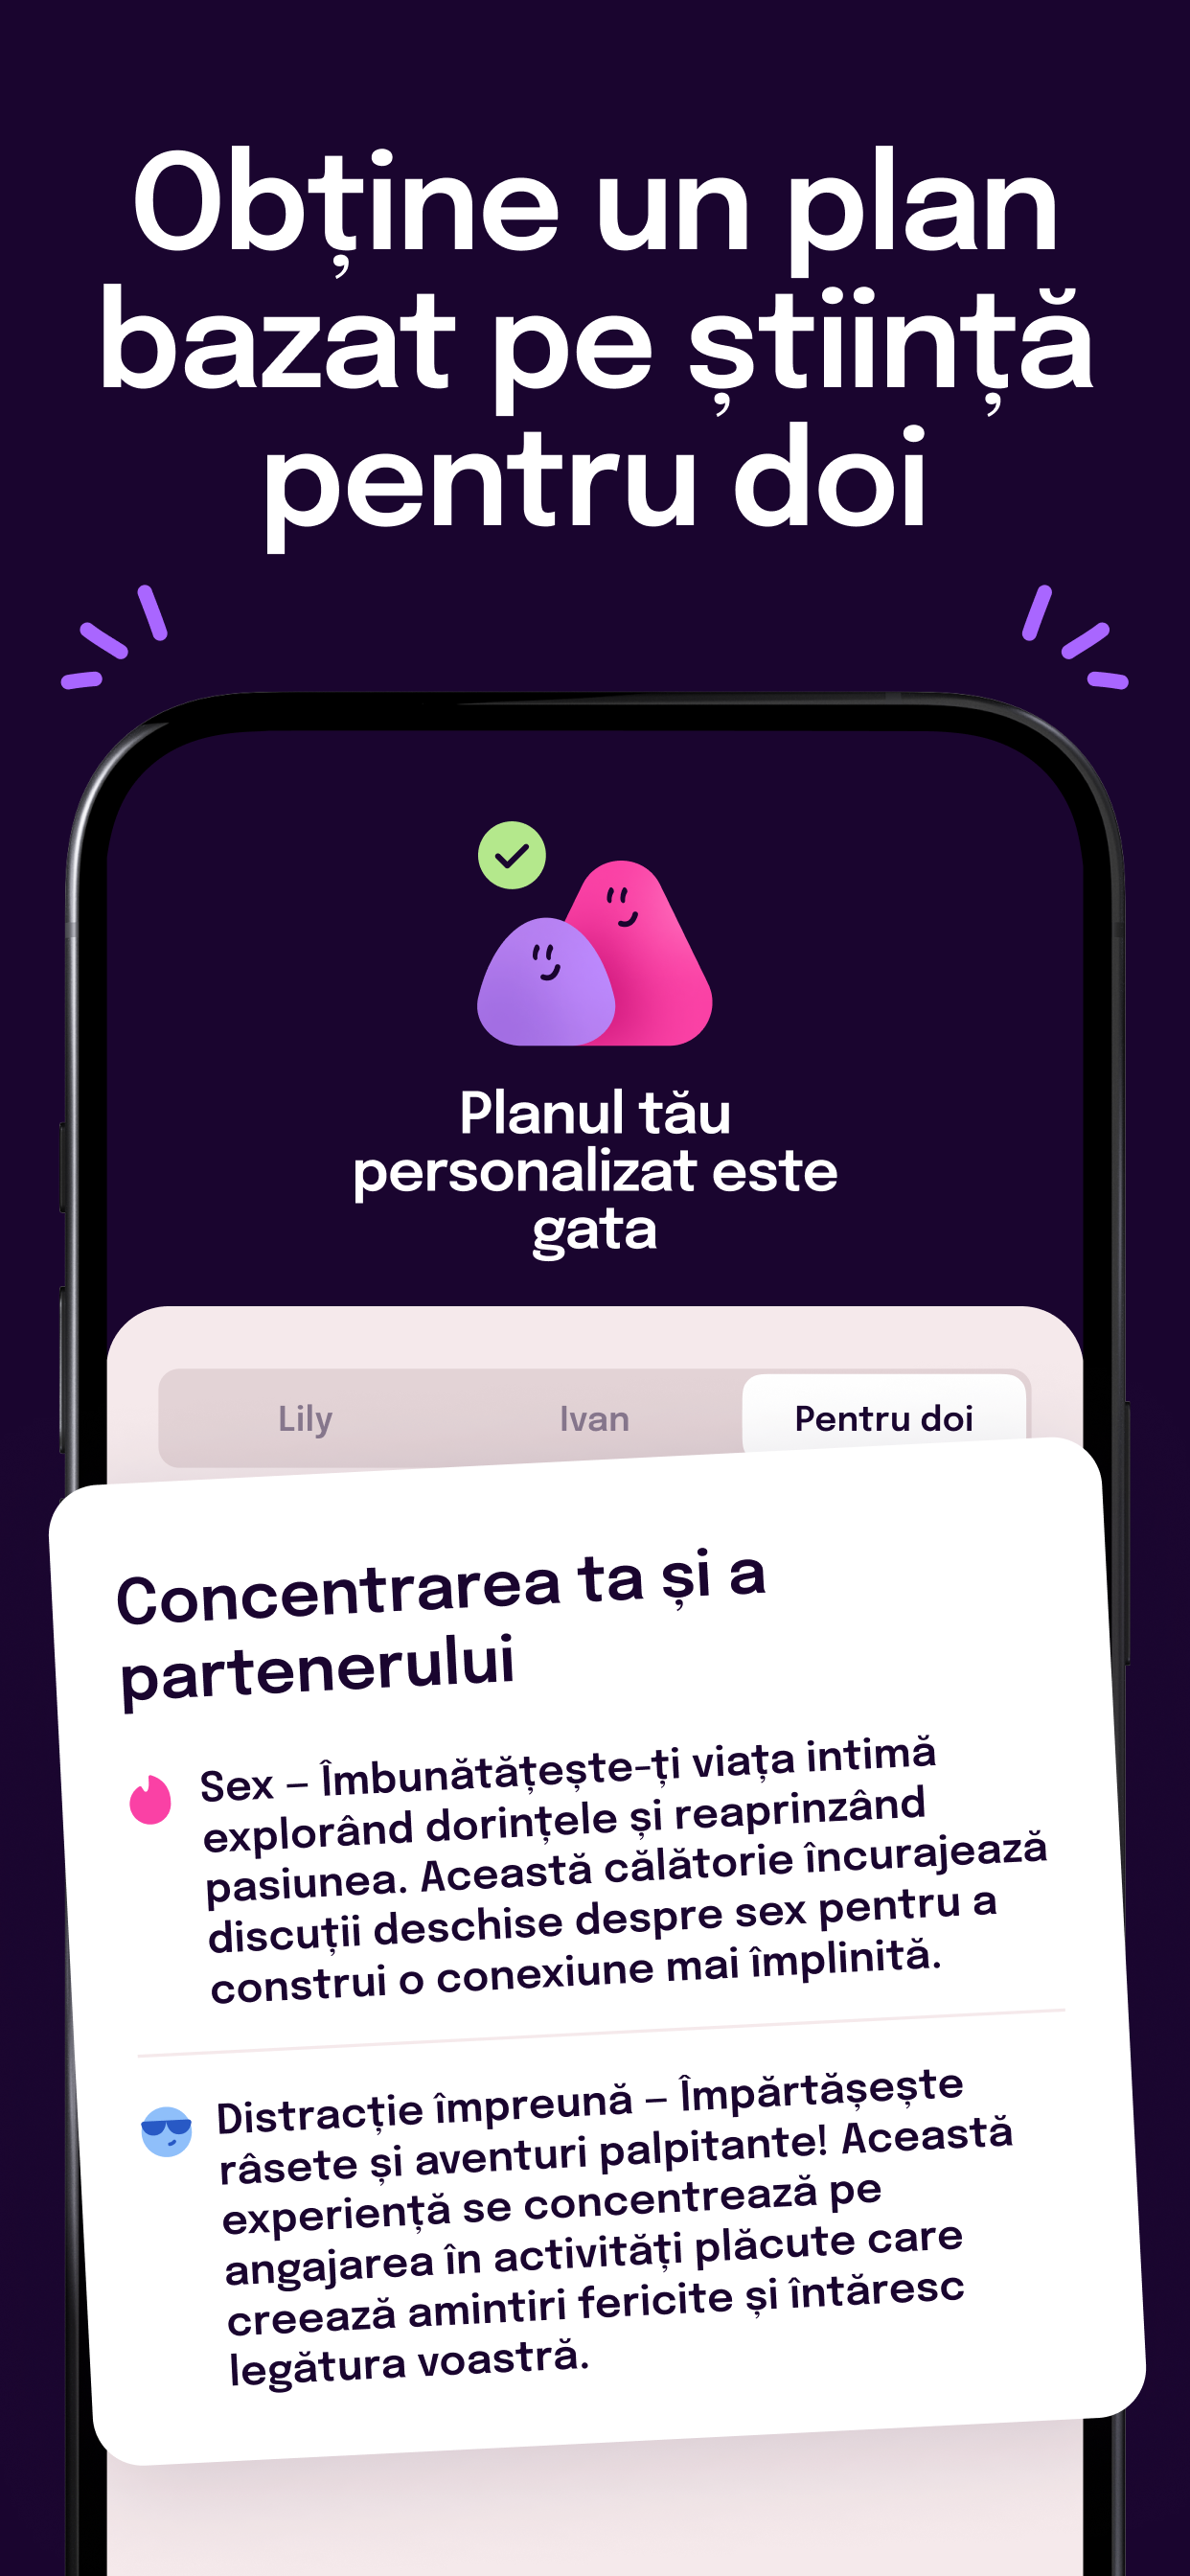 Obține un plan
bazat pe știință
pentru doi
Planul tău
personalizat este
gata
Lily
Ivan
Pentru doi
Concentrarea ta și a
partenerului
Sex – Îmbunătățește-ți viața intimă
explorând dorințele și reaprinzând
pasiunea. Această călătorie încurajează
discuții deschise despre sex pentru a
construi o conexiune mai împlinită.
Distracție împreună – Împărtășește
râsete și aventuri palpitante! Această
experiență se concentrează pe
angajarea în activități plăcute care
creează amintiri fericite și întăresc
legătura voastră.